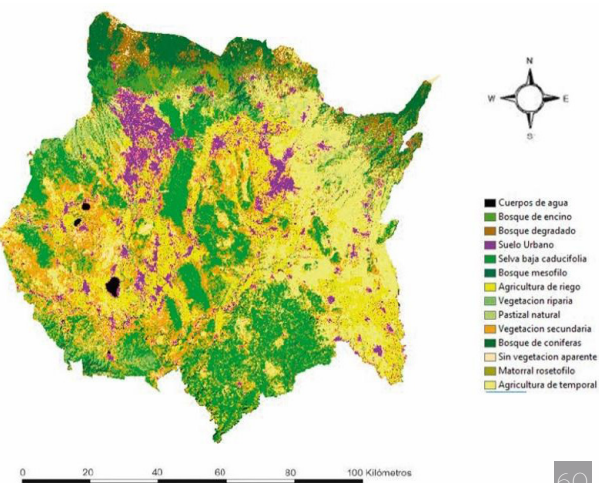 N
W E
S
Cuerpos de agua
Bosque de encino
Bosque degradado
Suelo Urbano
Selva baja caducifolia
Bosque mesofilo
Agricultura de riego
Vegetacion riparia
Pastizal natural
Vegetacion secundaria
Bosque de coniferas
Sin vegetacion aparente
Matorral rosetofilo
Agricultura de temporal
0 20 40 60 80 100 Kilómetros